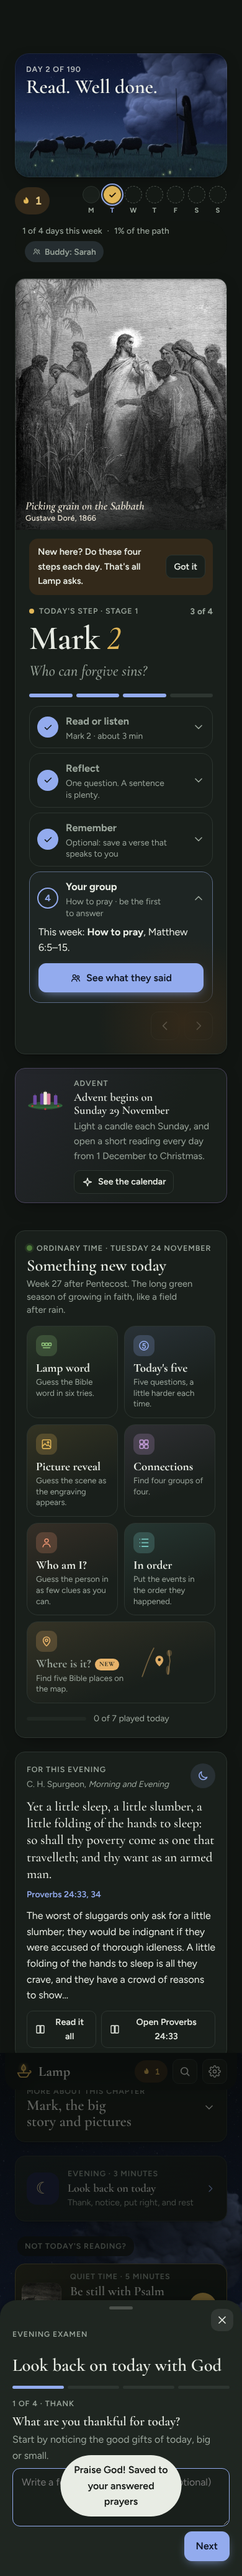 DAY 2 OF 190
Read. Well done.
1
M T W T F S S
1 of 4 days this week · 1% of the path
Buddy: Sarah
Picking grain on the Sabbath
Gustave Doré, 1866
New here? Do these four
steps each day. That's all
Lamp asks.
Got it
TODAY'S STEP · STAGE 1
3 of 4
Mark 2
Who can forgive sins?
Read or listen
Mark 2 · about 3 min
Reflect
One question. A sentence
is plenty.
Remember
Optional: save a verse that
speaks to you
4
Your group
How to pray · be the first
to answer
This week: How to pray, Matthew
6:5–15.
See what they said
ADVENT
Advent begins on
Sunday 29 November
Light a candle each Sunday, and
open a short reading every day
from 1 December to Christmas.
See the calendar
ORDINARY TIME · TUESDAY 24 NOVEMBER
Something new today
Week 27 after Pentecost. The long green
season of growing in faith, like a field
after rain.
Lamp word
Guess the Bible
word in six tries.
Today's five
Five questions, a
little harder each
time.
Picture reveal
Guess the scene as
the engraving
appears.
Connections
Find four groups of
four.
Who am I?
Guess the person in
as few clues as you
can.
In order
Put the events in
the order they
happened.
Where is it? NEW
Find five Bible places on
the map.
0 of 7 played today
FOR THIS EVENING
C. H. Spurgeon, Morning and Evening
Yet a little sleep, a little slumber, a
little folding of the hands to sleep:
so shall thy poverty come as one that
travelleth; and thy want as an armed
man.
Proverbs 24:33, 34
The worst of sluggards only ask for a little
slumber; they would be indignant if they
were accused of thorough idleness. A little
folding of the hands to sleep is all they
crave, and they have a crowd of reasons
to show...
Read it
all
Open Proverbs
24:33
Lamp
1
MORE ABOUT THIS CHAPTER
Mark, the big
story and pictures
EVENING · 3 MINUTES
Look back on today
Thank, notice, put right, and rest
NOT TODAY'S READING?
QUIET TIME · 5 MINUTES
Be still with Psalm
EVENING EXAMEN
Look back on today with God
1 OF 4 · THANK
What are you thankful for today?
Start by noticing the good gifts of today, big
or small.
Write a
Praise God! Saved to
your answered
prayers
Next